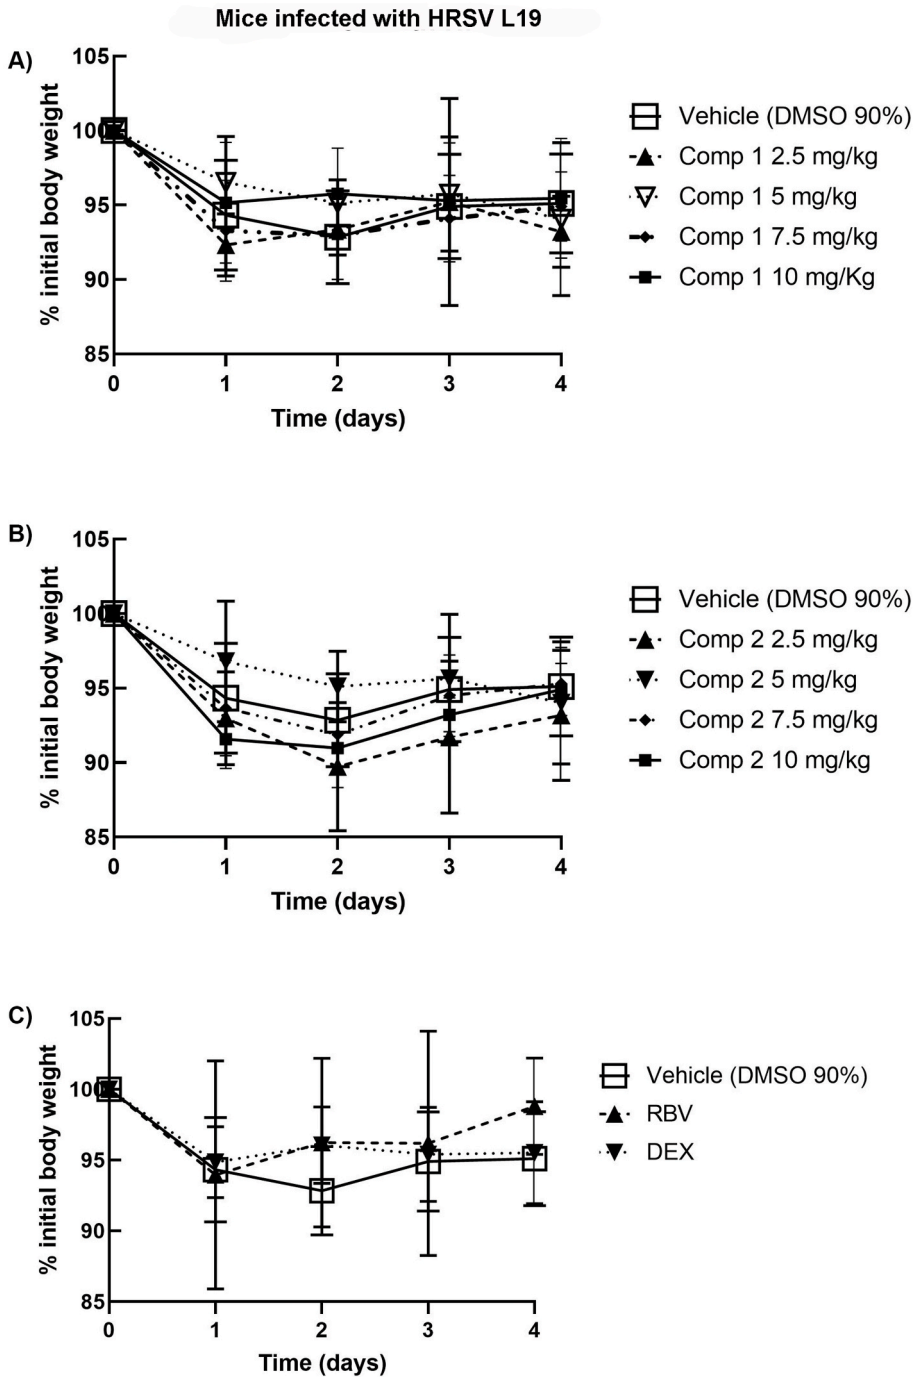 Mice infected with HRSV L19
A)
% initial body weight
105
100
95
90
85
0 1 2 3 4
Time (days)
Vehicle (DMSO 90%)
Comp 1 2.5 mg/kg
Comp 1 5 mg/kg
Comp 1 7.5 mg/kg
Comp 1 10 mg/Kg
B)
% initial body weight
105
100
95
90
85
0 1 2 3 4
Time (days)
Vehicle (DMSO 90%)
Comp 2 2.5 mg/kg
Comp 2 5 mg/kg
Comp 2 7.5 mg/kg
Comp 2 10 mg/kg
C)
% initial body weight
105
100
95
90
85
0 1 2 3 4
Time (days)
Vehicle (DMSO 90%)
RBV
DEX